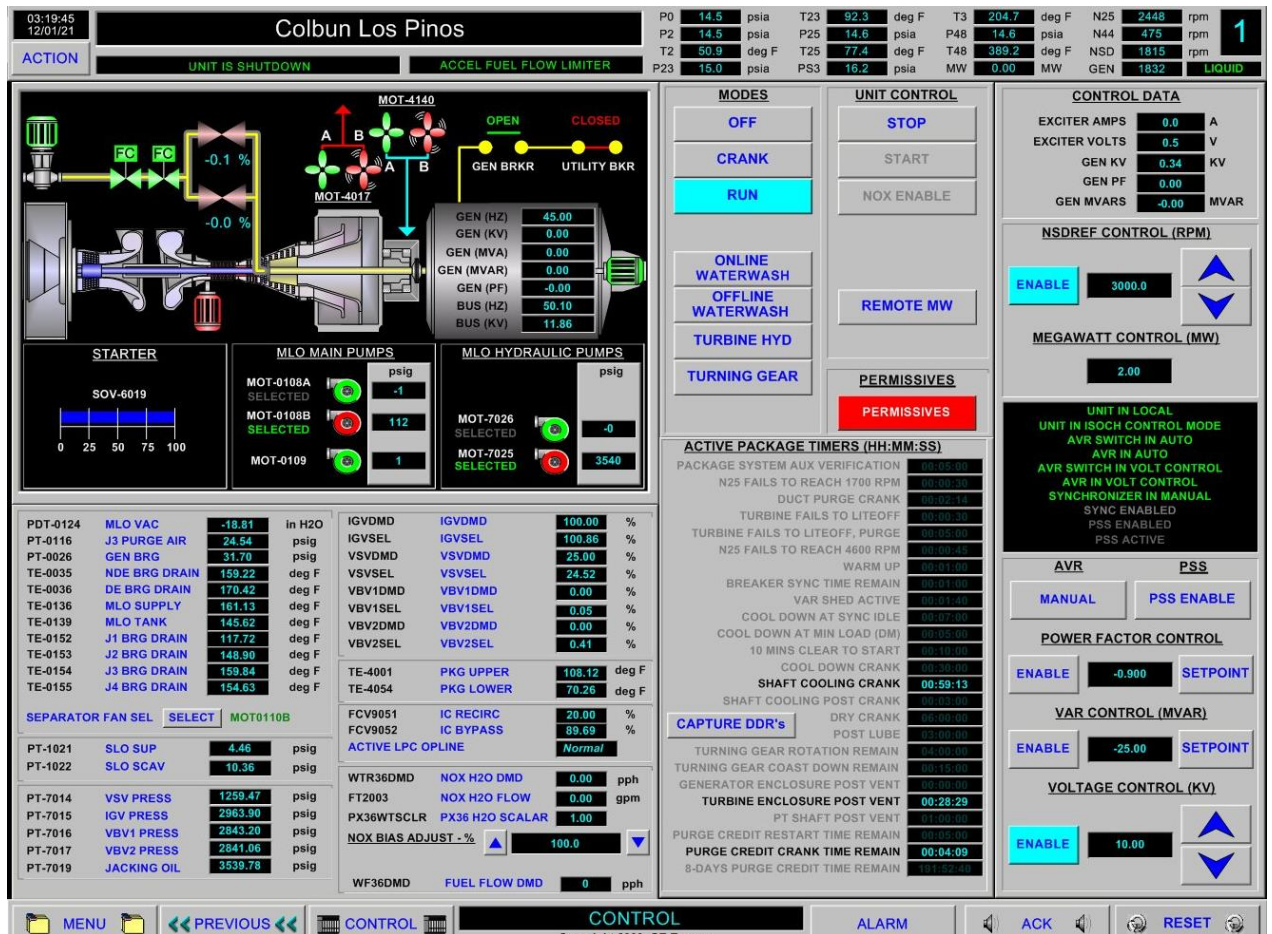 03:19:45
12/01/21
ACTION
Colbun Los Pinos
UNIT IS SHUTDOWN
ACCEL FUEL FLOW LIMITER
P0 14.5 psia T23 92.3 deg F T3 204.7 deg F N25 2448 rpm
P2 14.5 psia P25 14.6 psia P48 14.6 psia N44 475 rpm
T2 50.9 deg F T25 77.4 deg F T48 389.2 deg F NSD 1815 rpm
P23 15.0 psia PS3 16.2 psia MW 0.00 MW GEN 1832
1
LIQUID
MOT-4140
A B
A B
MOT-4017
FC FC
-0.1 %
-0.0 %
OPEN CLOSED
GEN BRKR UTILITY BKR
GEN (HZ) 45.00
GEN (KV) 0.00
GEN (MVA) 0.00
GEN (MVAR) 0.00
GEN (PF) -0.00
BUS (HZ) 50.10
BUS (KV) 11.86
STARTER
SOV-6019
0 25 50 75 100
MLO MAIN PUMPS
psig
MOT-0108A
SELECTED
-1
MOT-0108B
SELECTED
112
MOT-0109 1
MLO HYDRAULIC PUMPS
psig
MOT-7026
SELECTED
-0
MOT-7025
SELECTED
3540
PDT-0124 MLO VAC -18.81 in H2O
PT-0116 J3 PURGE AIR 24.54 psig
PT-0026 GEN BRG 31.70 psig
TE-0035 NDE BRG DRAIN 159.22 deg F
TE-0036 DE BRG DRAIN 170.42 deg F
TE-0136 MLO SUPPLY 161.13 deg F
TE-0139 MLO TANK 145.62 deg F
TE-0152 J1 BRG DRAIN 117.72 deg F
TE-0153 J2 BRG DRAIN 148.90 deg F
TE-0154 J3 BRG DRAIN 159.84 deg F
TE-0155 J4 BRG DRAIN 154.63 deg F
SEPARATOR FAN SEL SELECT MOT0110B
PT-1021 SLO SUP 4.46 psig
PT-1022 SLO SCAV 10.36 psig
PT-7014 VSV PRESS 1259.47 psig
PT-7015 IGV PRESS 2963.90 psig
PT-7016 VBV1 PRESS 2843.20 psig
PT-7017 VBV2 PRESS 2841.06 psig
PT-7019 JACKING OIL 3539.78 psig
IGVDMD IGVDMD 100.00 %
IGVSEL IGVSEL 100.86 %
VSVDMD VSVDMD 25.00 %
VSVSEL VSVSEL 24.52 %
VBV1DMD VBV1DMD 0.00 %
VBV1SEL VBV1SEL 0.05 %
VBV2DMD VBV2DMD 0.00 %
VBV2SEL VBV2SEL 0.41 %
TE-4001 PKG UPPER 108.12 deg F
TE-4054 PKG LOWER 70.26 deg F
FCV9051 IC RECIRC 20.00 %
FCV9052 IC BYPASS 89.69 %
ACTIVE LPC OPLINE Normal
WTR36DMD NOX H2O DMD 0.00 pph
FT2003 NOX H2O FLOW 0.00 gpm
PX36WTSCLR PX36 H2O SCALAR 1.00
NOX BIAS ADJUST - % 100.0
WF36DMD FUEL FLOW DMD 0 pph
MODES
OFF
CRANK
RUN
ONLINE
WATERWASH
OFFLINE
WATERWASH
TURBINE HYD
TURNING GEAR
UNIT CONTROL
STOP
START
NOX ENABLE
REMOTE MW
PERMISSIVES
PERMISSIVES
ACTIVE PACKAGE TIMERS (HH:MM:SS)
PACKAGE SYSTEM AUX VERIFICATION 00:05:00
N25 FAILS TO REACH 1700 RPM 00:00:30
DUCT PURGE CRANK 00:02:14
TURBINE FAILS TO LITEOFF 00:00:30
TURBINE FAILS TO LITEOFF, PURGE 00:05:00
N25 FAILS TO REACH 4600 RPM 00:00:45
WARM UP 00:01:00
BREAKER SYNC TIME REMAIN 00:01:00
VAR SHED ACTIVE 00:01:40
COOL DOWN AT SYNC IDLE 00:07:00
COOL DOWN AT MIN LOAD (DM) 00:05:00
10 MINS CLEAR TO START 00:10:00
COOL DOWN CRANK 00:30:00
SHAFT COOLING CRANK 00:59:13
SHAFT COOLING POST CRANK 00:03:00
CAPTURE DDR's
DRY CRANK 06:00:00
POST LUBE 03:00:00
TURNING GEAR ROTATION REMAIN 04:00:00
TURNING GEAR COAST DOWN REMAIN 00:15:00
GENERATOR ENCLOSURE POST VENT 00:00:00
TURBINE ENCLOSURE POST VENT 00:28:29
PT SHAFT POST VENT 01:00:00
PURGE CREDIT RESTART TIME REMAIN 00:05:00
PURGE CREDIT CRANK TIME REMAIN 00:04:09
8-DAYS PURGE CREDIT TIME REMAIN 191:52:40
CONTROL DATA
EXCITER AMPS 0.0 A
EXCITER VOLTS 0.5 V
GEN KV 0.34 KV
GEN PF 0.00
GEN MVARS -0.00 MVAR
NSDREF CONTROL (RPM)
ENABLE 3000.0
MEGAWATT CONTROL (MW)
2.00
UNIT IN LOCAL
UNIT IN ISOCH CONTROL MODE
AVR SWITCH IN AUTO
AVR IN AUTO
AVR SWITCH IN VOLT CONTROL
AVR IN VOLT CONTROL
SYNCHRONIZER IN MANUAL
SYNC ENABLED
PSS ENABLED
PSS ACTIVE
AVR PSS
MANUAL PSS ENABLE
POWER FACTOR CONTROL
ENABLE -0.900 SETPOINT
VAR CONTROL (MVAR)
ENABLE -25.00 SETPOINT
VOLTAGE CONTROL (KV)
ENABLE 10.00
MENU PREVIOUS CONTROL CONTROL ALARM ACK RESET